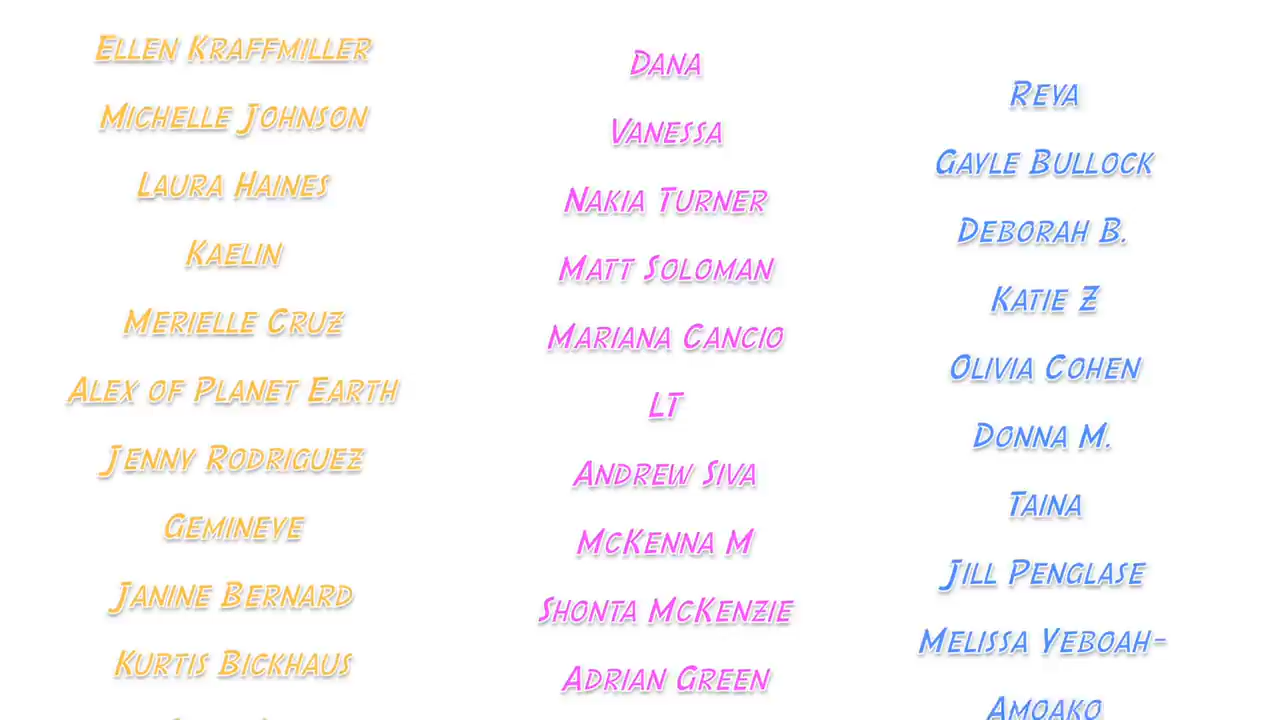 Ellen Kraffmiller
Michelle Johnson
Laura Haines
Kaelin
Merielle Cruz
Alex of Planet Earth
Jenny Rodriguez
Gemineye
Janine Bernard
Kurtis Bickhaus
Dana
Vanessa
Nakia Turner
Matt Soloman
Mariana Cancio
LT
Andrew Siva
McKenna M
Shonta McKenzie
Adrian Green
Reya
Gayle Bullock
Deborah B.
Katie Z
Olivia Cohen
Donna M.
Taina
Jill Penglase
Melissa Yeboah-
Amoako